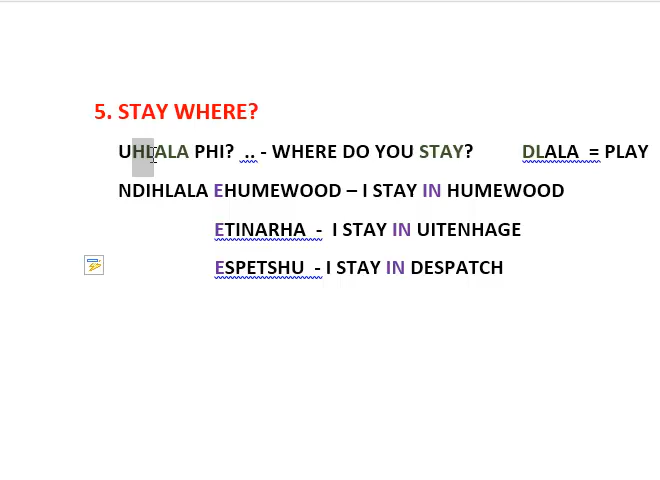 5. STAY WHERE?
UHLALA PHI? .. - WHERE DO YOU STAY? DLALA = PLAY
NDIHLALA EHUMEWOOD – I STAY IN HUMEWOOD
ETINARHA - I STAY IN UITENHAGE
ESPETSHU - I STAY IN DESPATCH